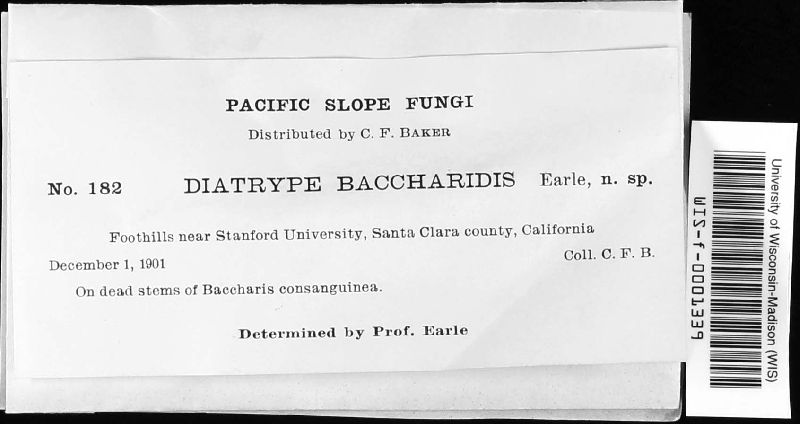 PACIFIC SLOPE FUNGI
Distributed by C. F. BAKER
No. 182 DIATRYPE BACCHARIDIS Earle, n. sp.
Foothills near Stanford University, Santa Clara county, California
December 1, 1901 Coll. C. F. B.
On dead stems of Baccharis consanguinea.
Determined by Prof. Earle
University of Wisconsin-Madison (WIS)
WIS-f-0001339